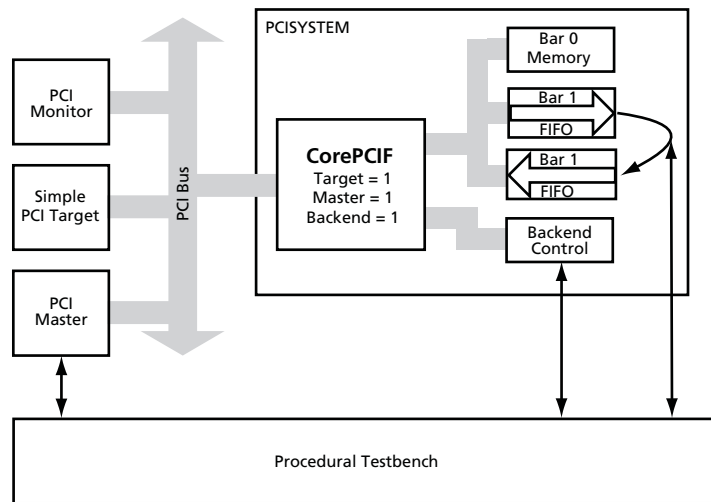 PCISYSTEM
PCI
Monitor
Simple
PCI Target
PCI
Master
PCI Bus
CorePCIF
Target = 1
Master = 1
Backend = 1
Bar 0
Memory
Bar 1
FIFO
Bar 1
FIFO
Backend
Control
Procedural Testbench